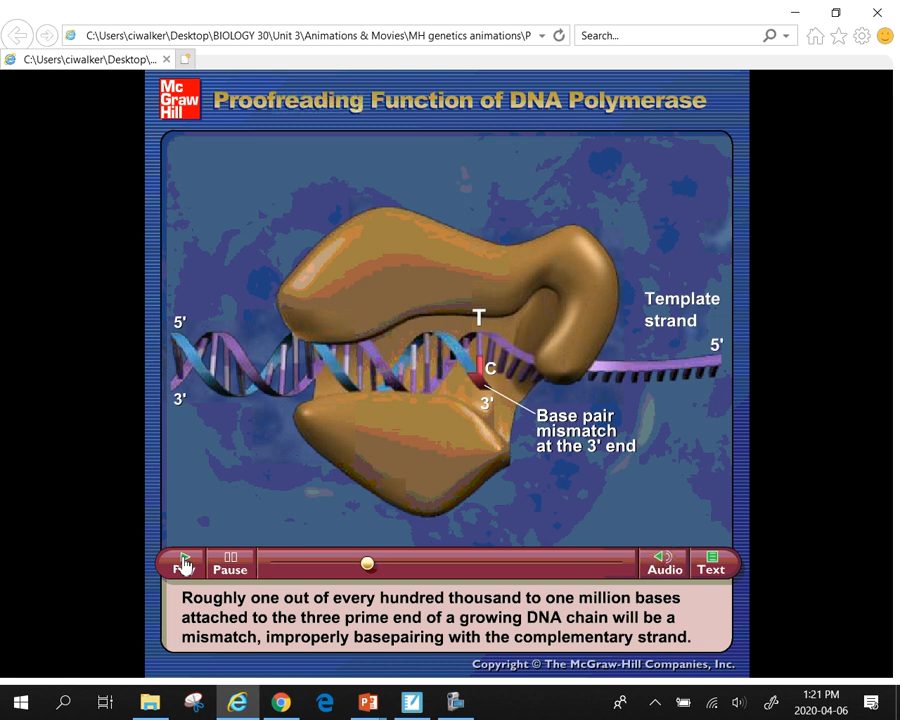 C:\Users\ciwalker\Desktop\BIOLOGY 30\Unit 3\Animations & Movies\MH genetics animations\P
Search...
C:\Users\ciwalker\Desktop\...
Mc
Graw
Hill
Proofreading Function of DNA Polymerase
Template
strand
T
5'
5'
C
3'
3'
Base pair
mismatch
at the 3' end
Pause
Audio
Text
Roughly one out of every hundred thousand to one million bases
attached to the three prime end of a growing DNA chain will be a
mismatch, improperly basepairing with the complementary strand.
Copyright © The McGraw-Hill Companies, Inc.
1:21 PM
2020-04-06